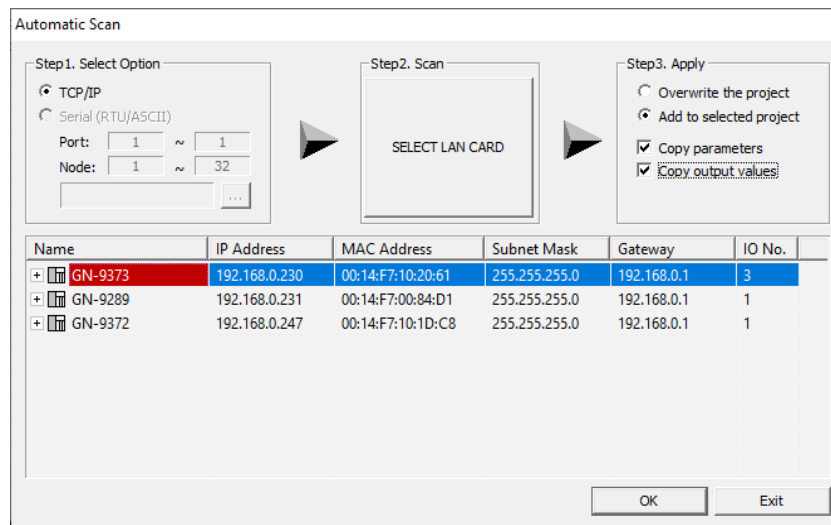 Automatic Scan
Step1. Select Option
TCP/IP
Serial (RTU/ASCII)
Port: 1 ~ 1
Node: 1 ~ 32
...
Step2. Scan
SELECT LAN CARD
Step3. Apply
Overwrite the project
Add to selected project
Copy parameters
Copy output values
Name IP Address MAC Address Subnet Mask Gateway IO No.
GN-9373 192.168.0.230 00:14:F7:10:20:61 255.255.255.0 192.168.0.1 3
GN-9289 192.168.0.231 00:14:F7:00:84:D1 255.255.255.0 192.168.0.1 1
GN-9372 192.168.0.247 00:14:F7:10:1D:C8 255.255.255.0 192.168.0.1 1
OK Exit